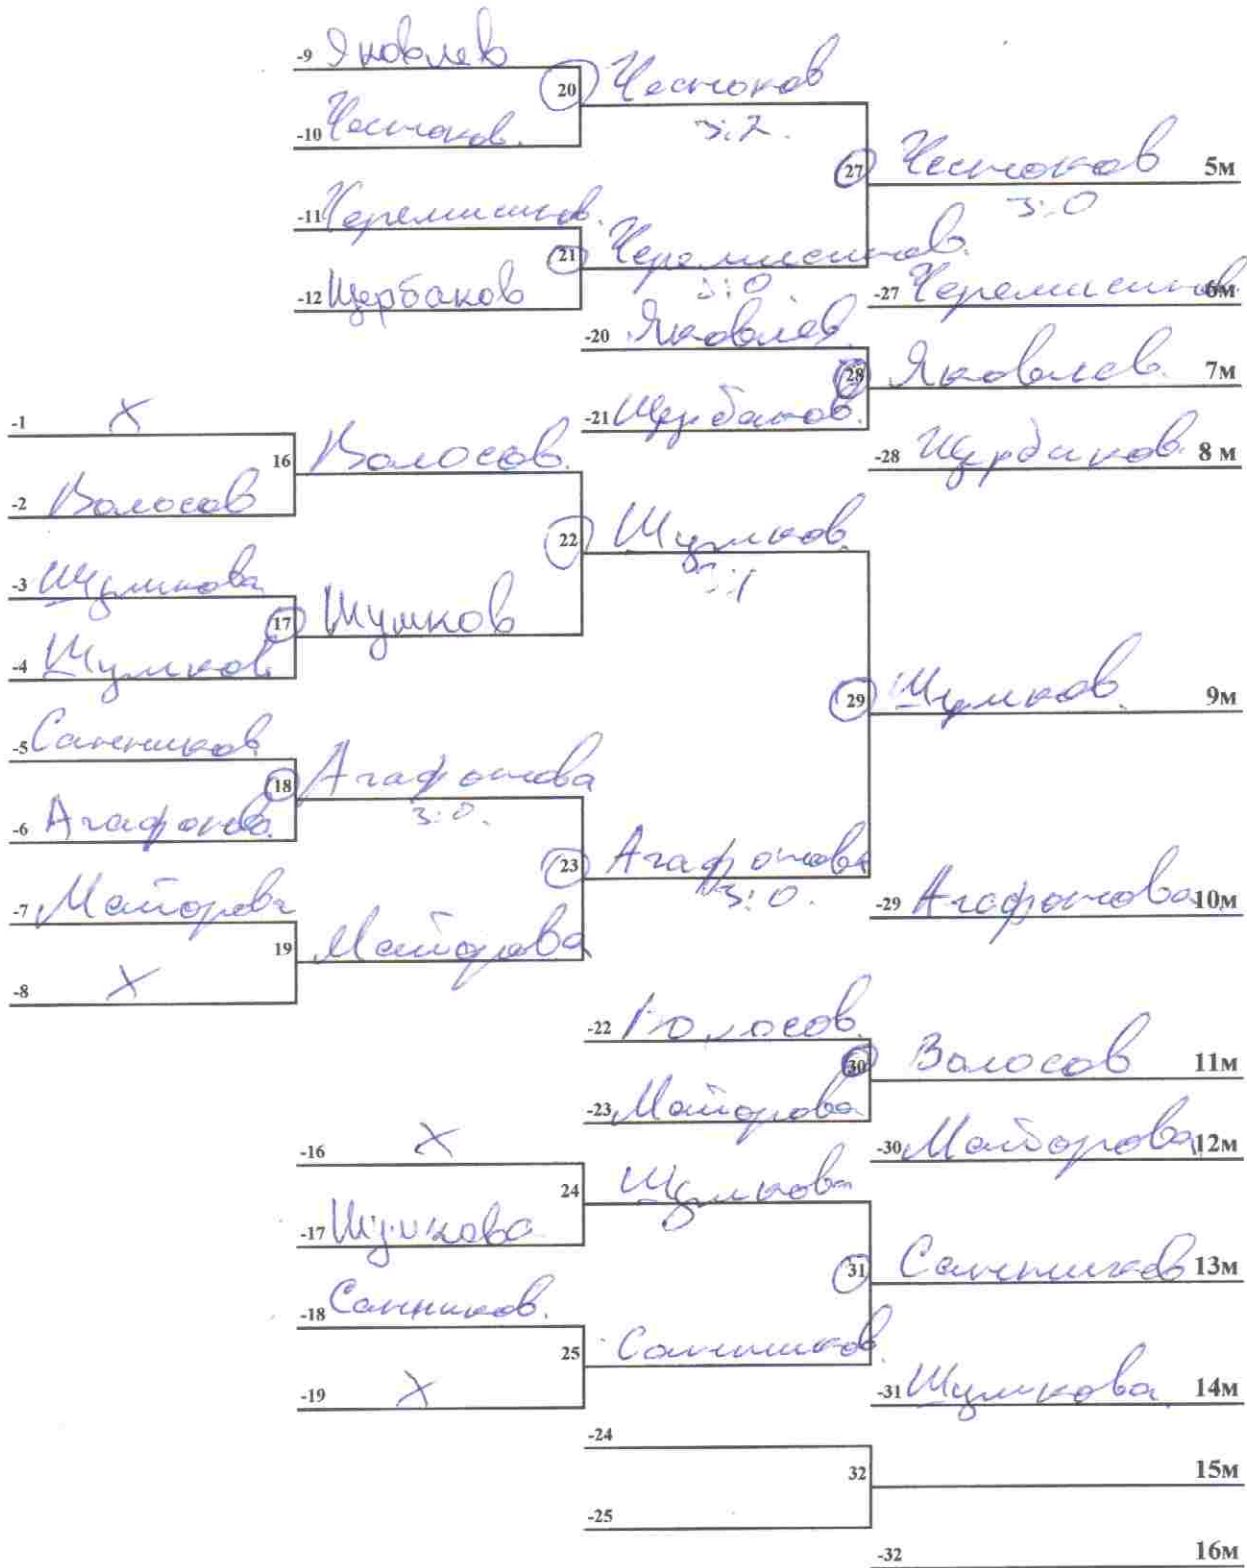 -9 Яковлев
20 Чесноков
-10 Чесноков.
3:2.
27 Чесноков 5м
3:0
-11 Черемисинов.
21 Черемисинов.
3:0
-12 Щербаков
-27 Черемисинов 6м
-20 Яковлев.
28 Яковлев. 7м
-21 Щербаков.
-28 Щербаков. 8 м
-1 X
16 Волосов.
-2 Волосов
22 Шумков.
3:1
-3 Шумкова
17 Шумков
-4 Шумков
29 Шумков. 9м
-5 Санников
18 Агафонова
3:0.
-6 Агафонова
23 Агафонова
3:0.
-29 Агафонова 10м
-7 Майорова
19 Майорова
-8 X
-22 Волосов.
30 Волосов 11м
-23 Майорова
-30 Майорова 12м
-16 X
24 Шумкова
-17 Шумкова
31 Санников 13м
-18 Санников.
25 Санников
-19 X
-31 Шумкова. 14м
-24
32 15м
-25
-32 16м